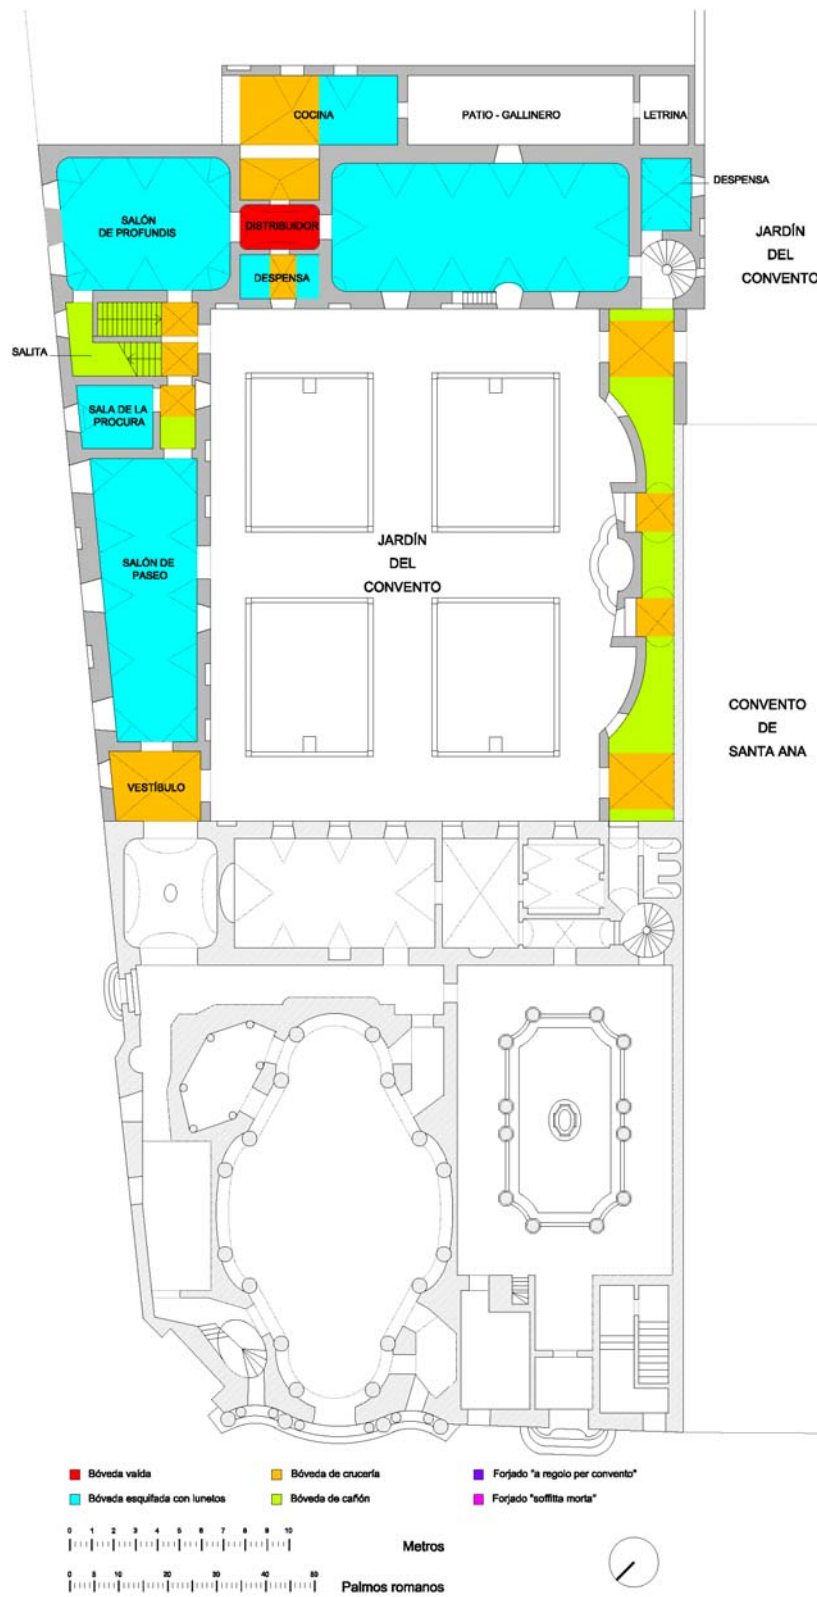 COCINA
PATIO - GALLINERO
LETRINA
DESPENSA
SALÓN
DE PROFUNDIS
DISTRIBUIDOR
DESPENSA
JARDÍN
DEL
CONVENTO
SALITA
SALA DE LA
PROCURA
JARDÍN
DEL
CONVENTO
SALÓN DE
PASEO
CONVENTO
DE
SANTA ANA
VESTÍBULO
Bóveda vaída
Bóveda de crucería
Forjado "a regolo per convento"
Bóveda esquifada con lunetos
Bóveda de cañón
Forjado "soffitta morta"
0 1 2 3 4 5 6 7 8 9 10
Metros
0 5 10 20 30 40 50
Palmos romanos